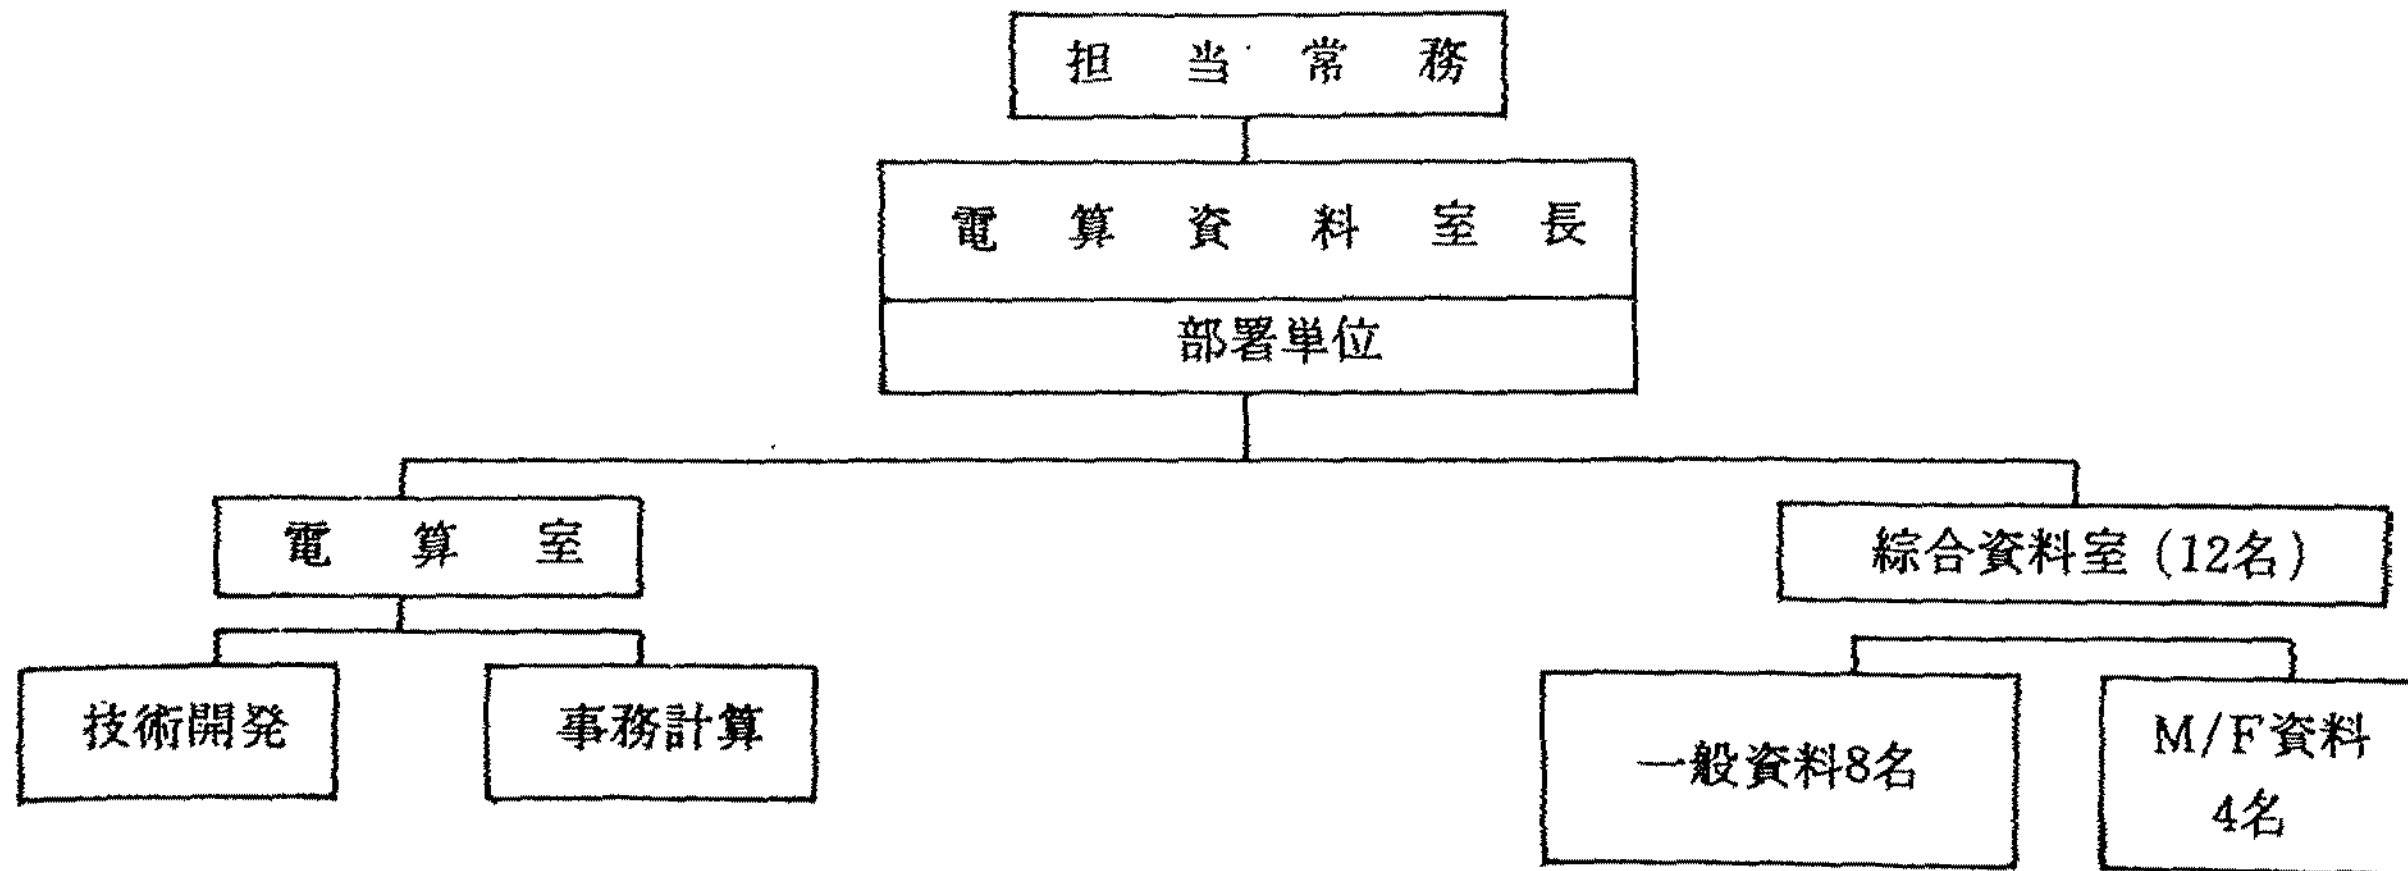 担当常務
電算資料室長
部署単位
電算室
綜合資料室 (12名)
技術開発
事務計算
一般資料8名
M/F資料
4名